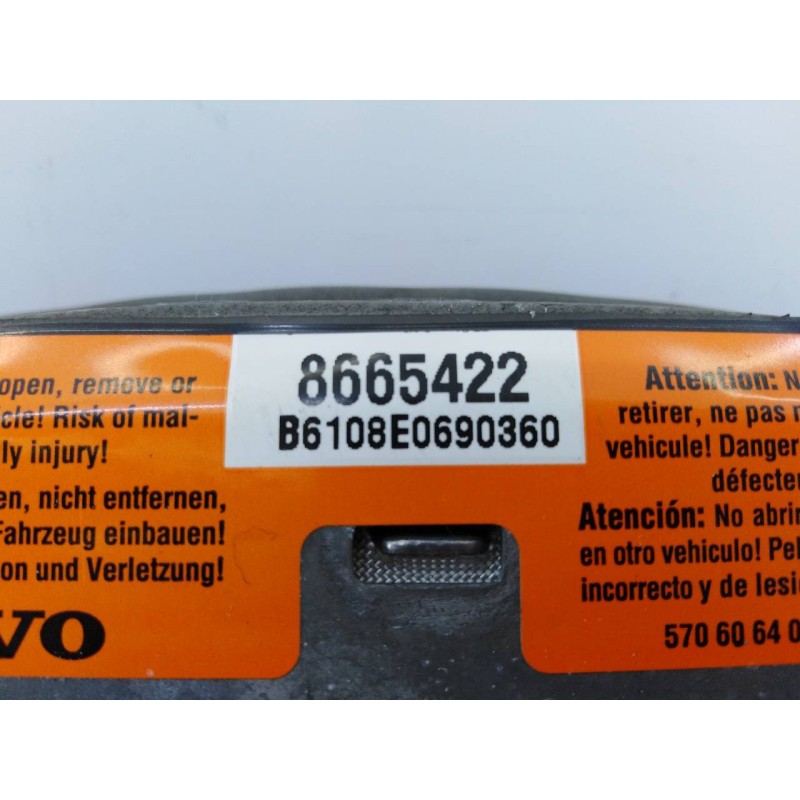 open, remove or
cle! Risk of mal-
ly injury!
en, nicht entfernen,
Fahrzeug einbauen!
on und Verletzung!
VO
8665422
B6108E0690360
Attention: N
retirer, ne pas
vehicule! Danger
défecte
Atención: No abri
en otro vehiculo! Pel
incorrecto y de lesi
570 60 64 0